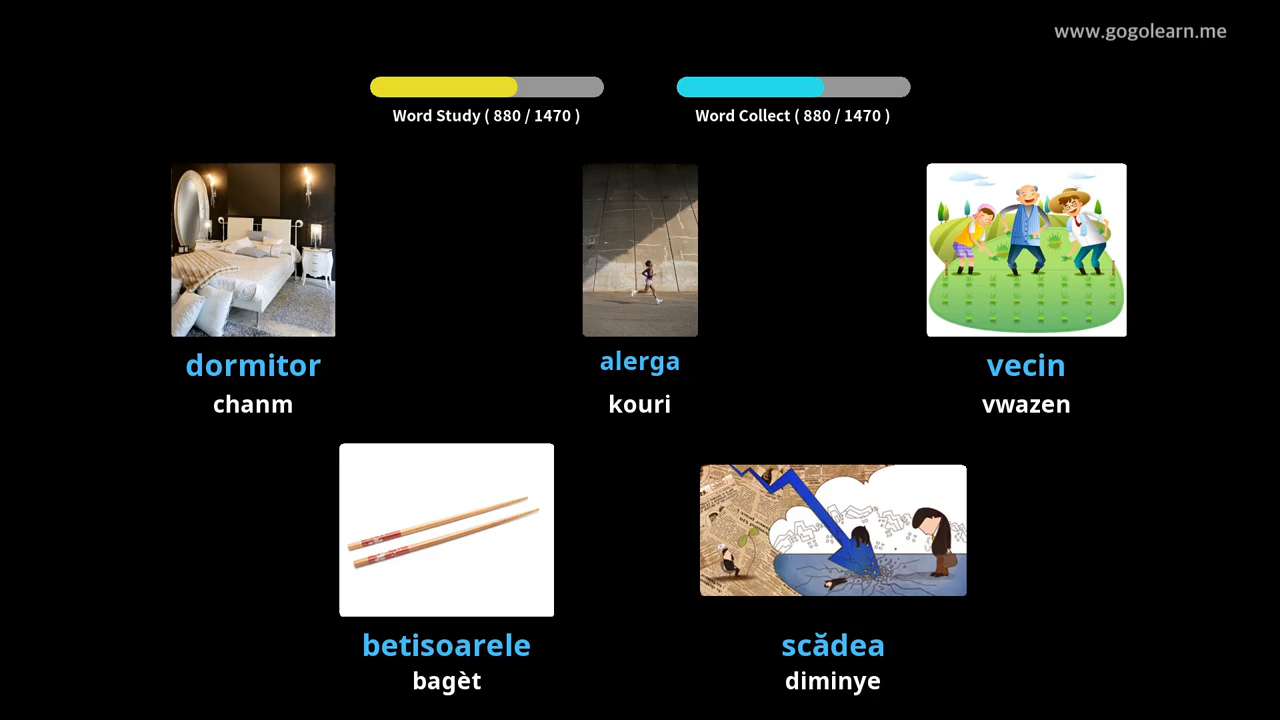 www.gogolearn.me
Word Study ( 880 / 1470 )
Word Collect ( 880 / 1470 )
dormitor
chanm
alerga
kouri
vecin
vwazen
betisoarele
bagèt
scădea
diminye